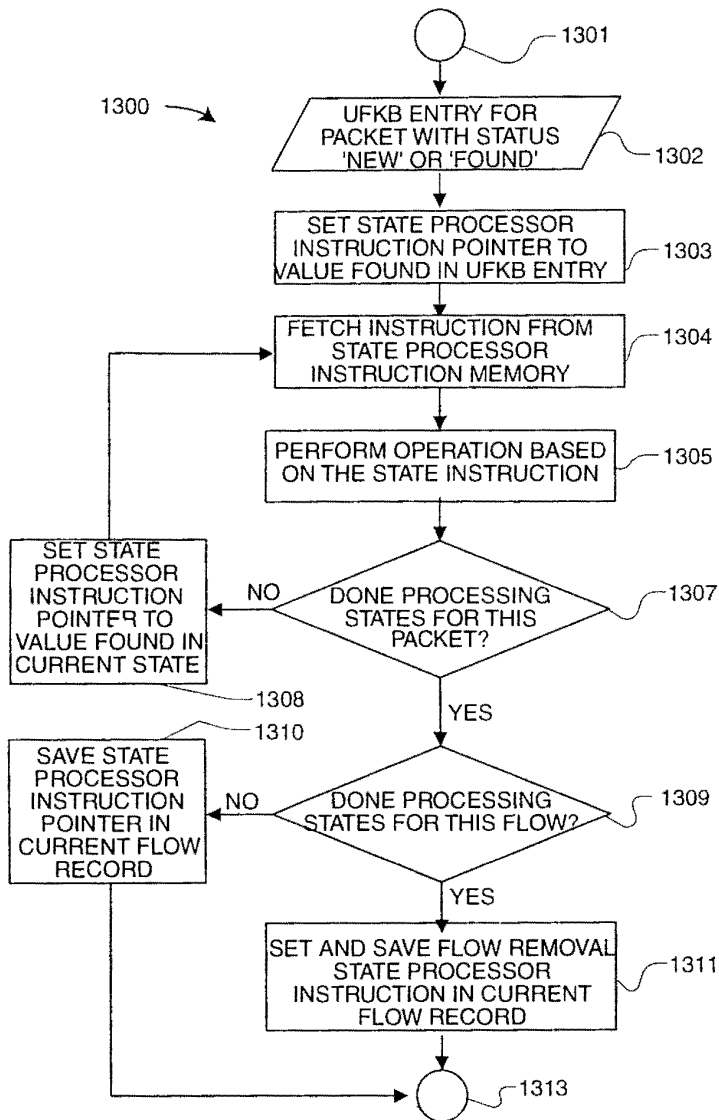 1301
1300
UFKB ENTRY FOR
PACKET WITH STATUS
'NEW' OR 'FOUND'
1302
SET STATE PROCESSOR
INSTRUCTION POINTER TO
VALUE FOUND IN UFKB ENTRY
1303
FETCH INSTRUCTION FROM
STATE PROCESSOR
INSTRUCTION MEMORY
1304
PERFORM OPERATION BASED
ON THE STATE INSTRUCTION
1305
DONE PROCESSING
STATES FOR THIS
PACKET?
1307
NO
SET STATE
PROCESSOR
INSTRUCTION
POINTER TO
VALUE FOUND IN
CURRENT STATE
1308
YES
1310
SAVE STATE
PROCESSOR
INSTRUCTION
POINTER IN
CURRENT FLOW
RECORD
NO
DONE PROCESSING
STATES FOR THIS FLOW?
1309
YES
SET AND SAVE FLOW REMOVAL
STATE PROCESSOR
INSTRUCTION IN CURRENT
FLOW RECORD
1311
1313